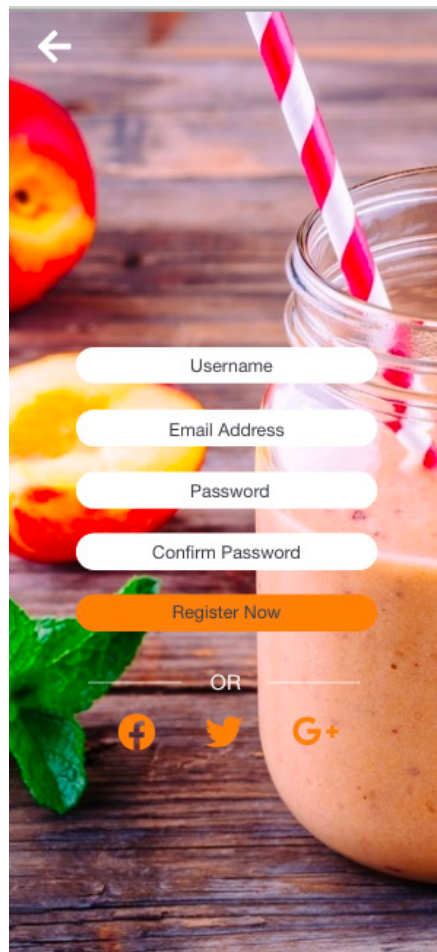 Username
Email Address
Password
Confirm Password
Register Now
OR
G+